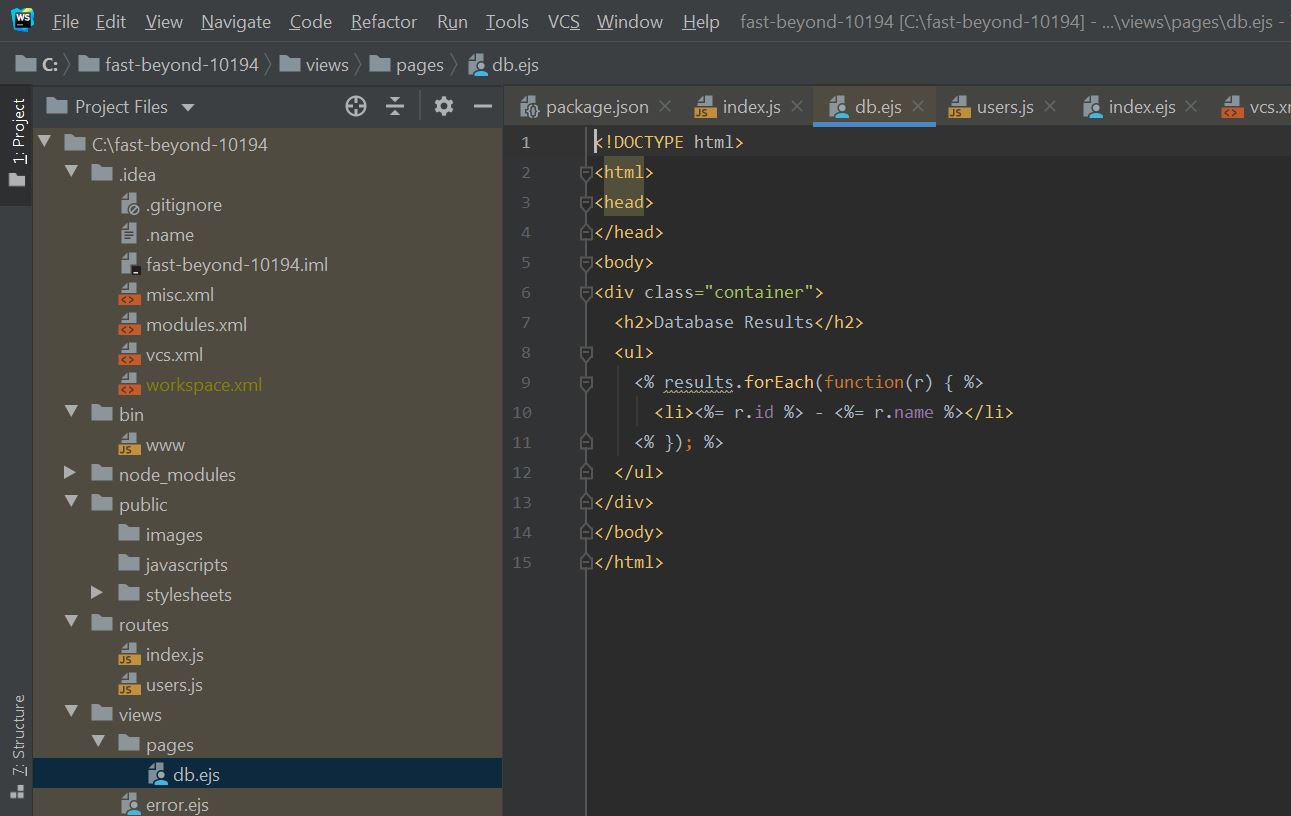 WS File Edit View Navigate Code Refactor Run Tools VCS Window Help fast-beyond-10194 [C:\fast-beyond-10194] - ...\views\pages\db.ejs -
C: fast-beyond-10194 views pages db.ejs
1: Project
Project Files
C:\fast-beyond-10194
.idea
.gitignore
.name
fast-beyond-10194.iml
misc.xml
modules.xml
vcs.xml
workspace.xml
bin
www
node_modules
public
images
javascripts
stylesheets
routes
index.js
users.js
views
pages
db.ejs
error.ejs
Z: Structure
package.json index.js db.ejs users.js index.ejs
1 <!DOCTYPE html>
2 <html>
3 <head>
4 </head>
5 <body>
6 <div class="container">
7 <h2>Database Results</h2>
8 <ul>
9 <% results.forEach(function(r) { %>
10 <li><%= r.id %> - <%= r.name %></li>
11 <% }); %>
12 </ul>
13 </div>
14 </body>
15 </html>